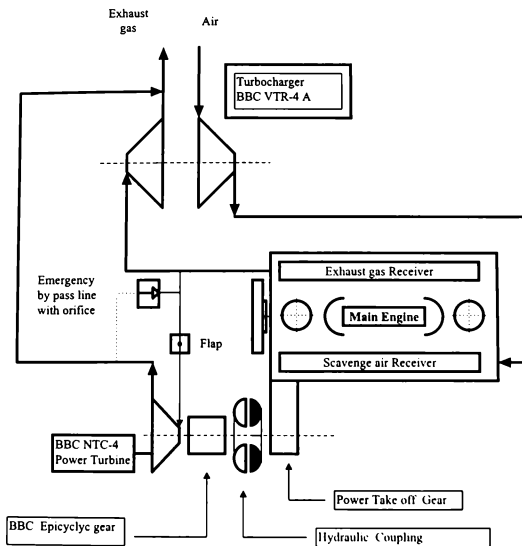 Exhaust
gas
Air
Turbocharger
BBC VTR-4 A
Emergency
by pass line
with orifice
Exhaust gas Receiver
Main Engine
Flap
Scavenge air Receiver
BBC NTC-4
Power Turbine
Power Take off Gear
BBC Epicyclyc gear
Hydraulic Coupling